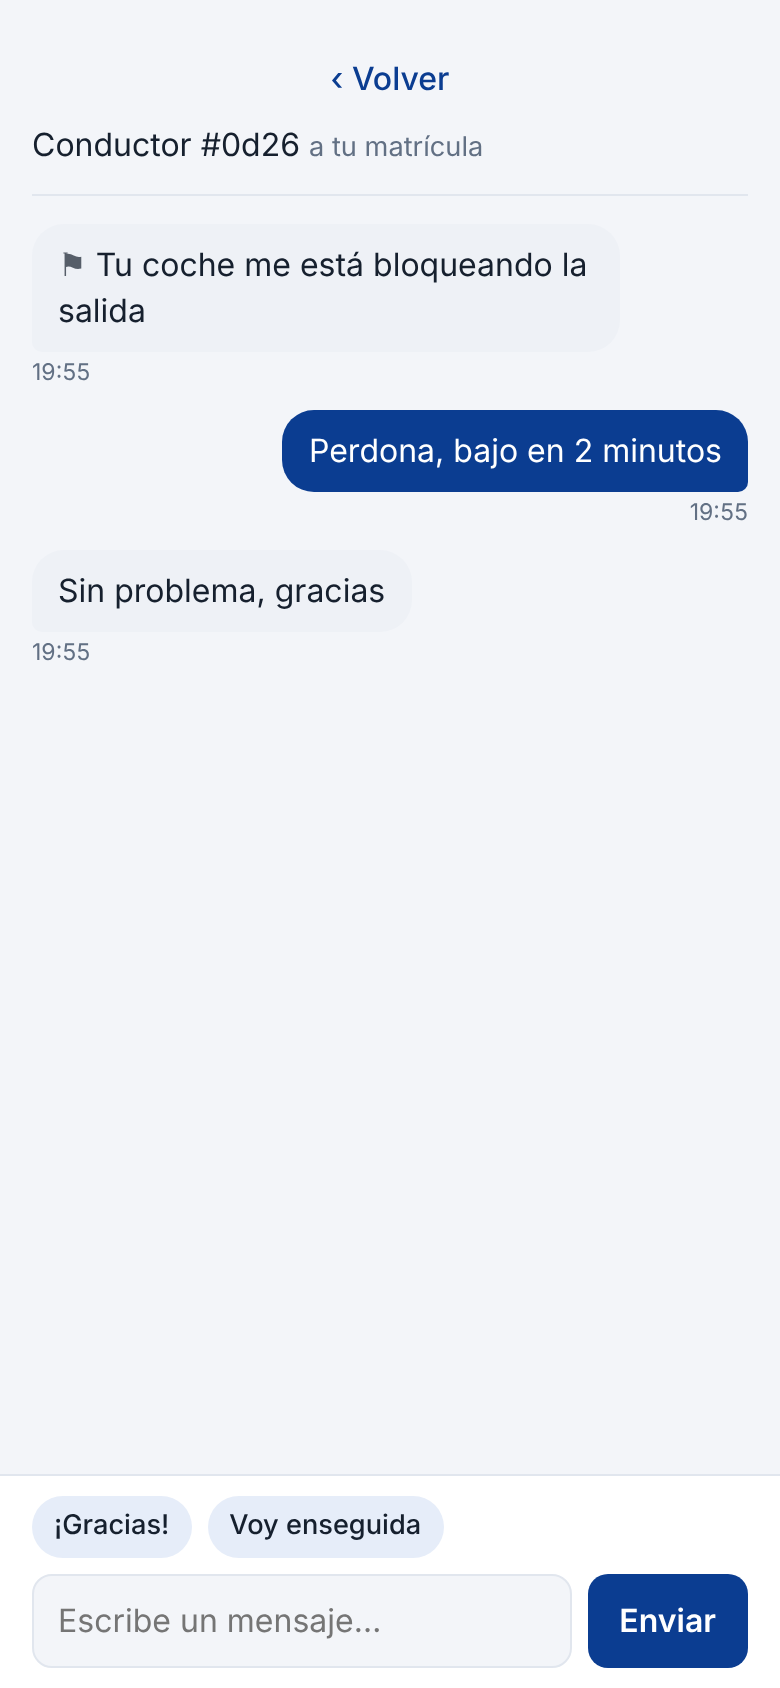 ‹ Volver
Conductor #0d26 a tu matrícula
⚑ Tu coche me está bloqueando la
salida
19:55
Perdona, bajo en 2 minutos
19:55
Sin problema, gracias
19:55
¡Gracias! Voy enseguida
Escribe un mensaje... Enviar